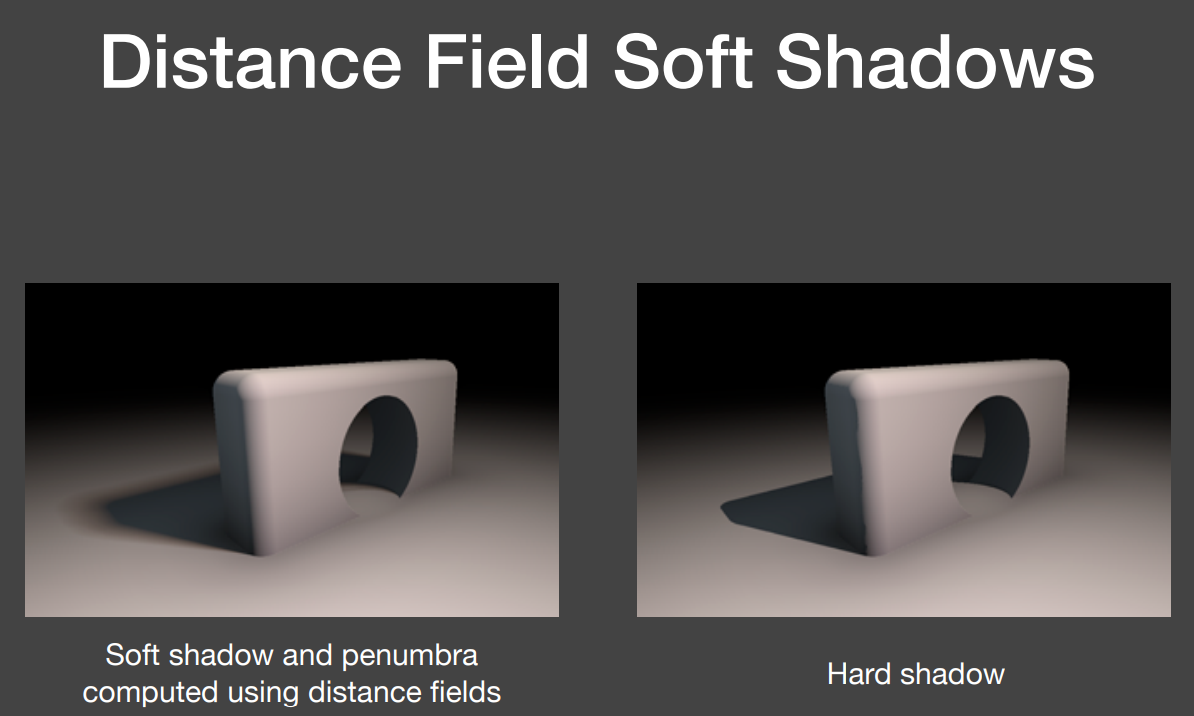 Distance Field Soft Shadows
Soft shadow and penumbra
computed using distance fields
Hard shadow